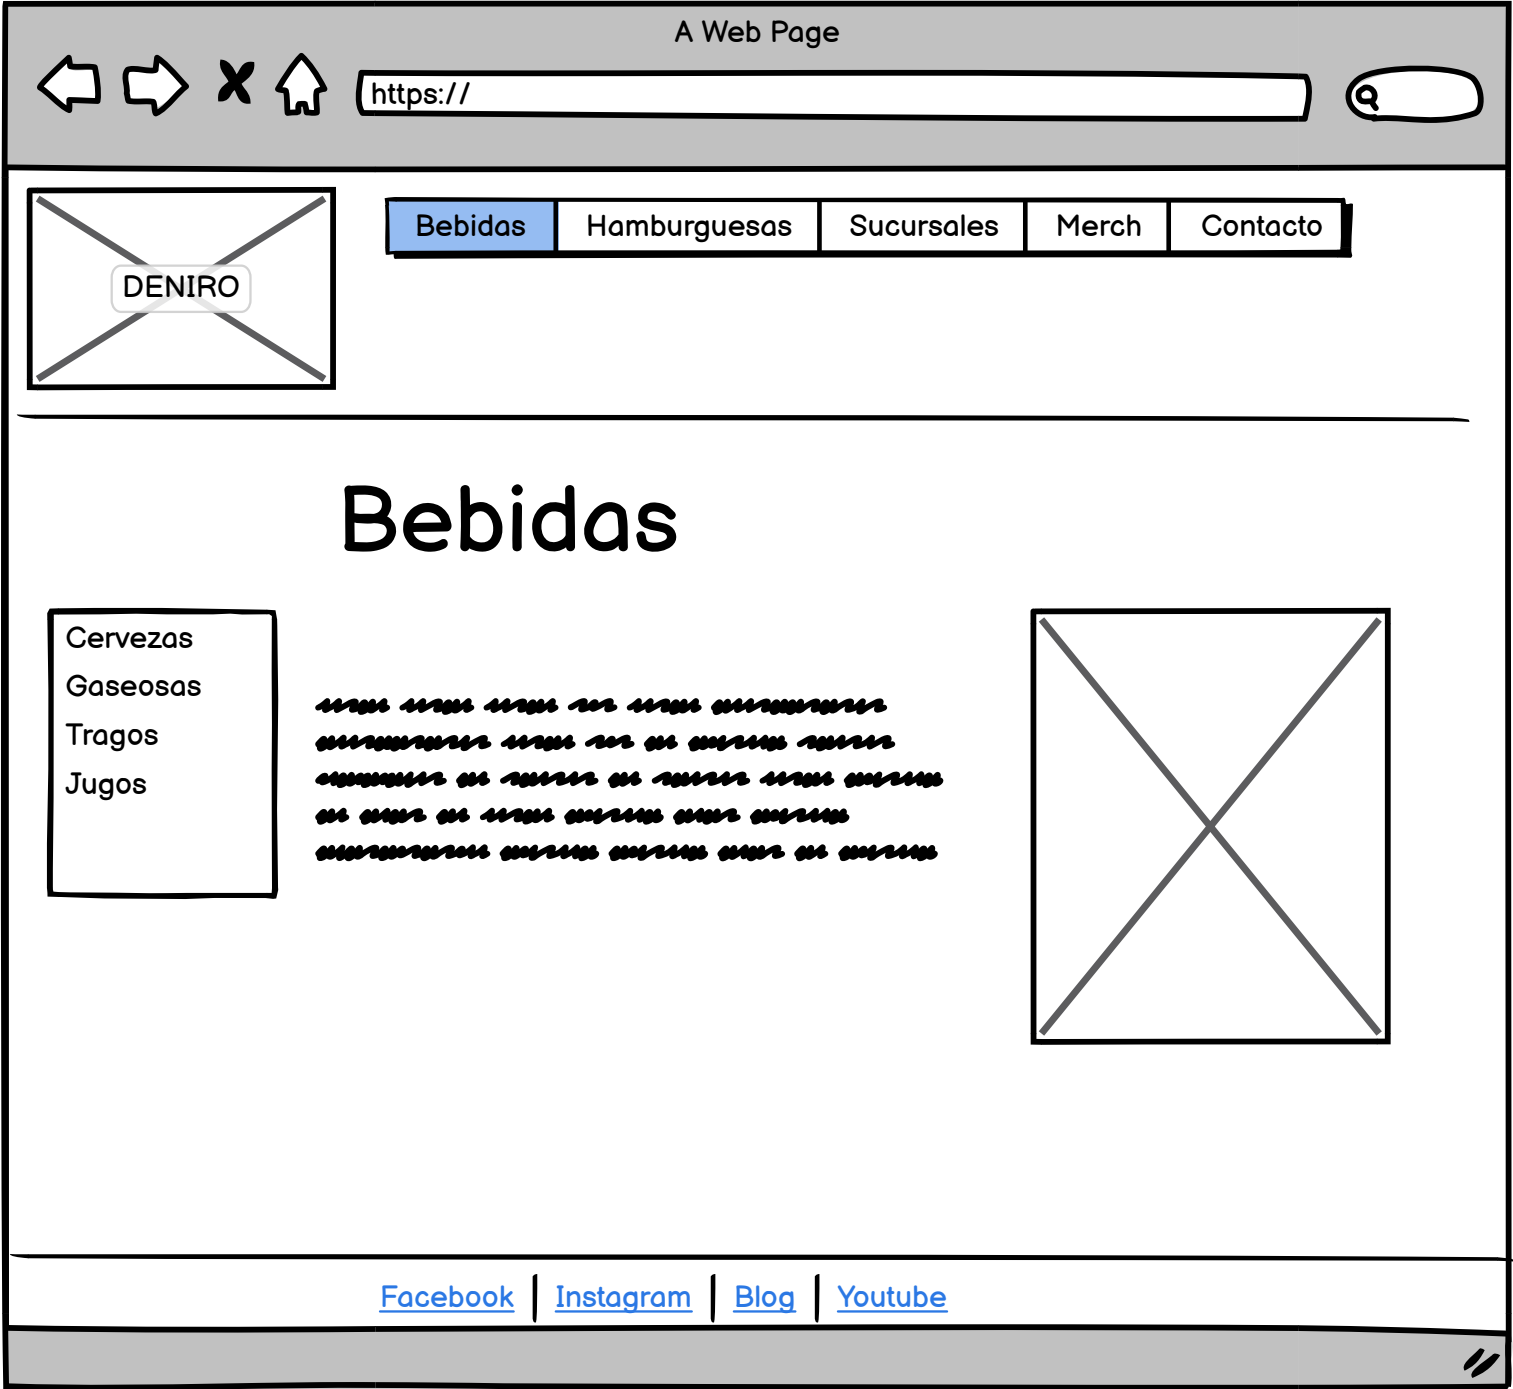 A Web Page
https://
DENIRO
Bebidas Hamburguesas Sucursales Merch Contacto
Bebidas
Cervezas
Gaseosas
Tragos
Jugos
Facebook Instagram Blog Youtube